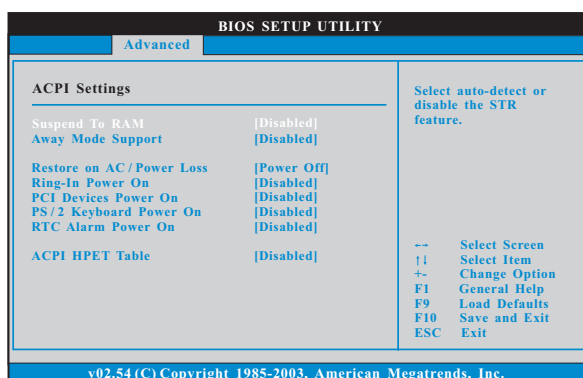 BIOS SETUP UTILITY
Advanced
ACPI Settings
Suspend To RAM [Disabled]
Away Mode Support [Disabled]
Restore on AC / Power Loss [Power Off]
Ring-In Power On [Disabled]
PCI Devices Power On [Disabled]
PS / 2 Keyboard Power On [Disabled]
RTC Alarm Power On [Disabled]
ACPI HPET Table [Disabled]
Select auto-detect or
disable the STR
feature.
←→ Select Screen
↑↓ Select Item
+- Change Option
F1 General Help
F9 Load Defaults
F10 Save and Exit
ESC Exit
v02.54 (C) Copyright 1985-2003, American Megatrends, Inc.